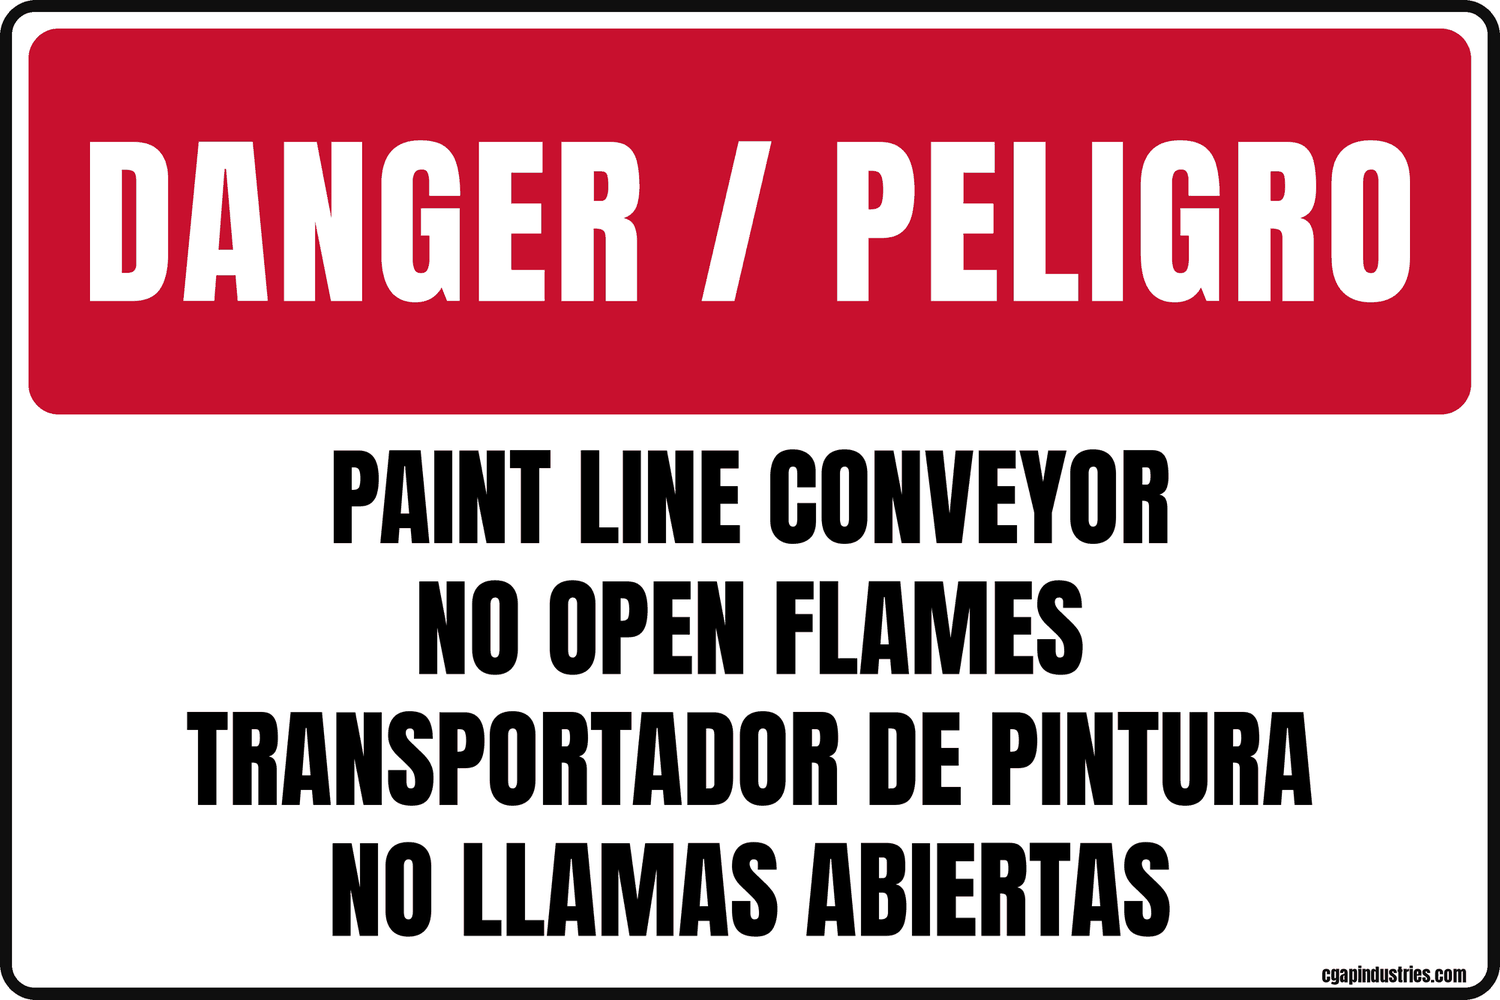 DANGER / PELIGRO
PAINT LINE CONVEYOR
NO OPEN FLAMES
TRANSPORTADOR DE PINTURA
NO LLAMAS ABIERTAS
cgapindustries.com